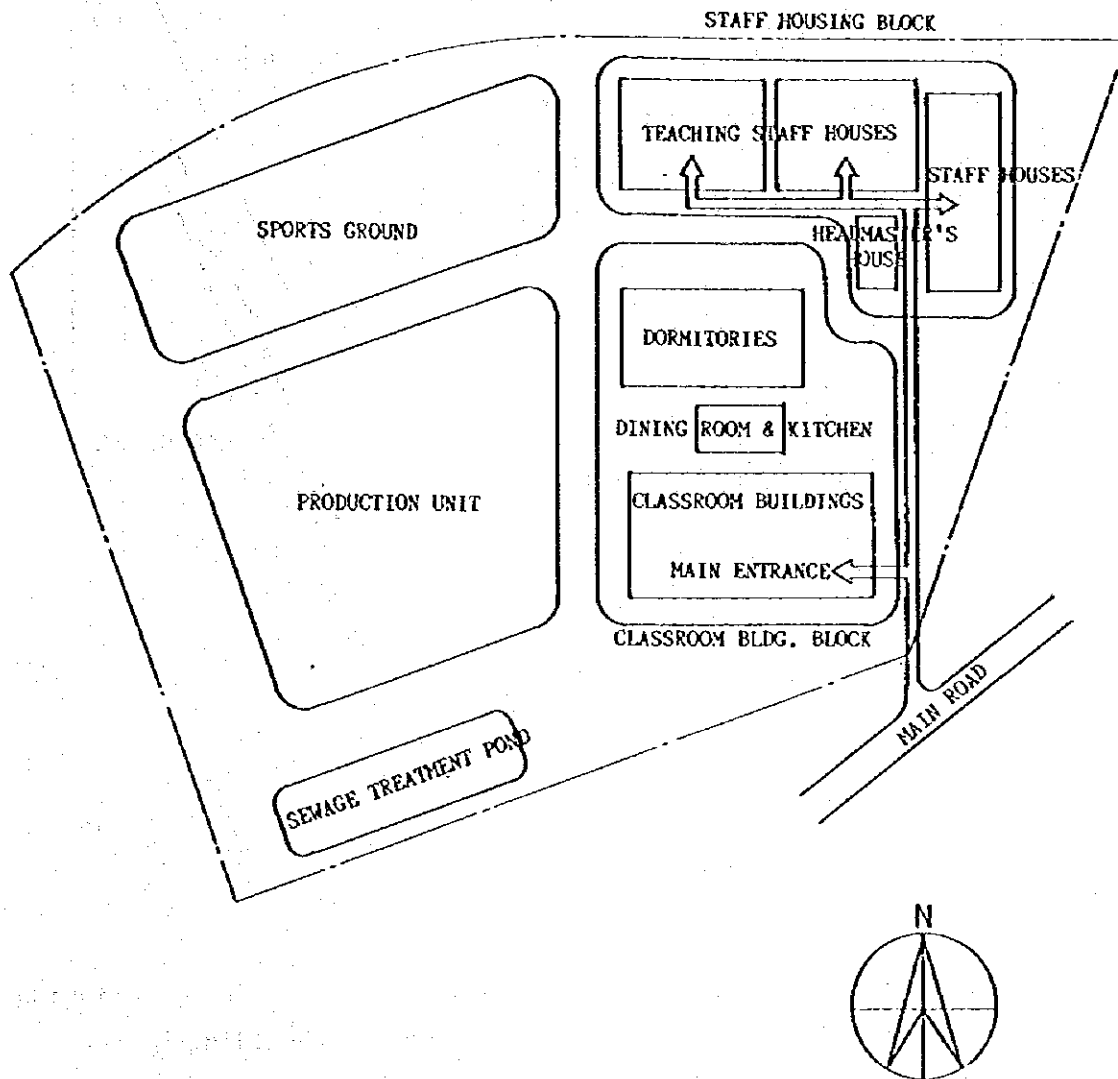 STAFF HOUSING BLOCK
TEACHING STAFF HOUSES
STAFF HOUSES
SPORTS GROUND
HEADMASTER'S
HOUSE
DORMITORIES
DINING ROOM & KITCHEN
PRODUCTION UNIT
CLASSROOM BUILDINGS
MAIN ENTRANCE
CLASSROOM BLDG. BLOCK
MAIN ROAD
SEWAGE TREATMENT POND
N